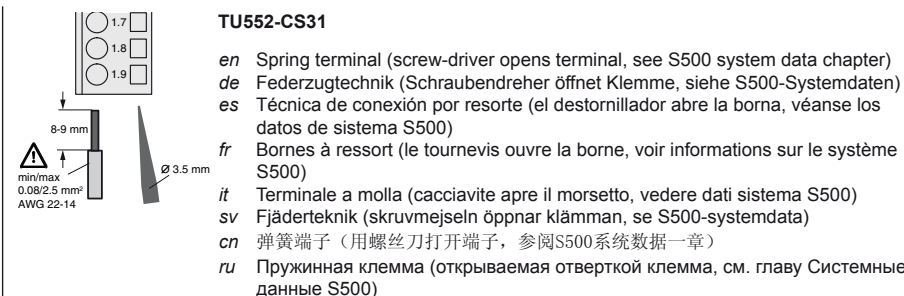 1.7
1.8
1.9
8-9 mm
min/max
0.08/2.5 mm²
AWG 22-14
Ø 3.5 mm
TU552-CS31
en Spring terminal (screw-driver opens terminal, see S500 system data chapter)
de Federzugtechnik (Schraubendreher öffnet Klemme, siehe S500-Systemdaten)
es Técnica de conexión por resorte (el destornillador abre la borna, véanse los
datos de sistema S500)
fr Bornes à ressort (le tournevis ouvre la borne, voir informations sur le système
S500)
it Terminale a molla (cacciavite apre il morsetto, vedere dati sistema S500)
sv Fjäderteknik (skruvmejseln öppnar klämman, se S500-systemdata)
cn 弹簧端子（用螺丝刀打开端子，参阅S500系统数据一章）
ru Пружинная клемма (открываемая отверткой клемма, см. главу Системные
данные S500)